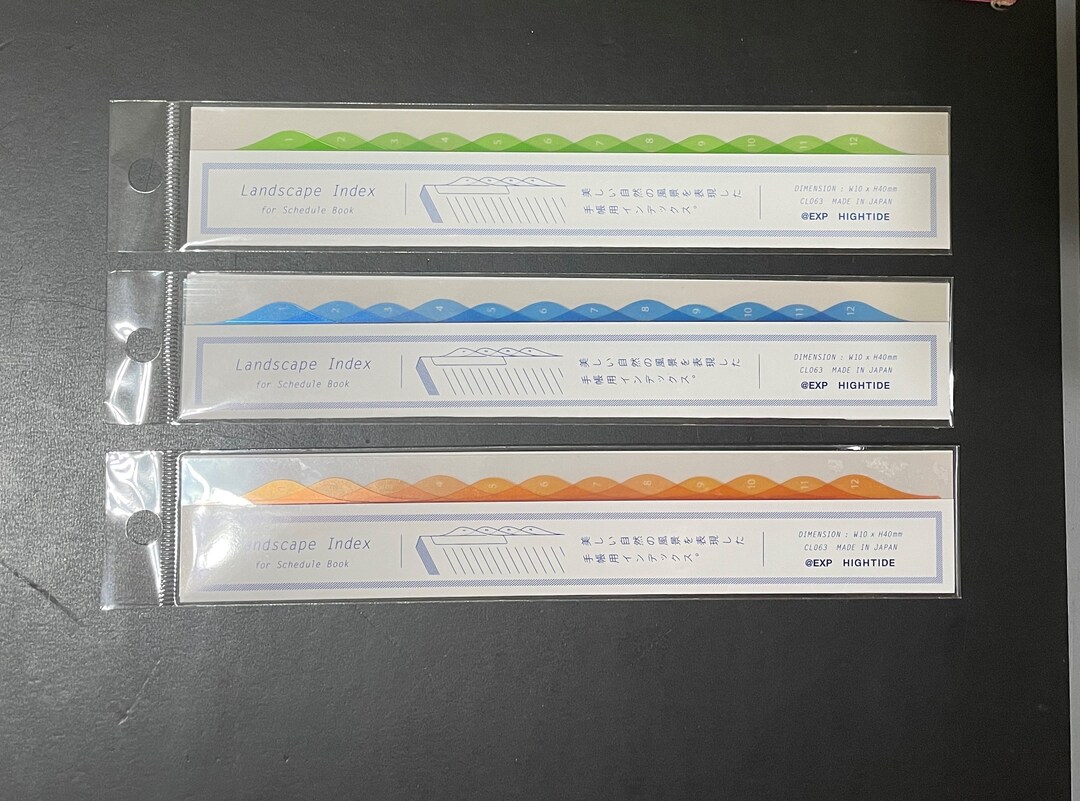 1 2 3 4 5 6 7 8 9 10 11 12
Landscape Index
for Schedule Book
美しい自然の風景を表現した
手帳用インデックス。
DIMENSION : W10 x H40mm
CL063 MADE IN JAPAN
@EXP HIGHTIDE
1 2 3 4 5 6 7 8 9 10 11 12
Landscape Index
for Schedule Book
美しい自然の風景を表現した
手帳用インデックス。
DIMENSION : W10 x H40mm
CL063 MADE IN JAPAN
@EXP HIGHTIDE
4 5 6 7 8 9 10 11 12
Landscape Index
for Schedule Book
美しい自然の風景を表現した
手帳用インデックス。
DIMENSION : W10 x H40mm
CL063 MADE IN JAPAN
@EXP HIGHTIDE